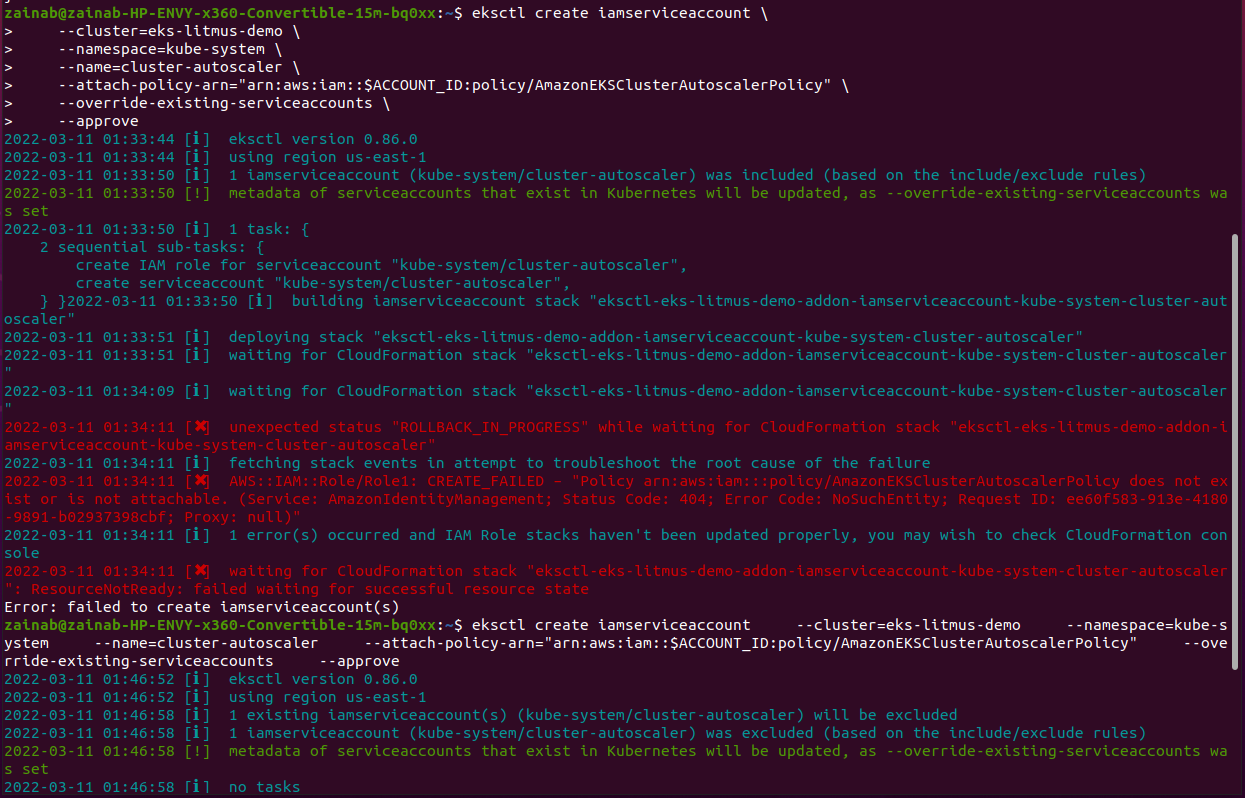 zainab@zainab-HP-ENVY-x360-Convertible-15m-bq0xx:~$ eksctl create iamserviceaccount \
>     --cluster=eks-litmus-demo \
>     --namespace=kube-system \
>     --name=cluster-autoscaler \
>     --attach-policy-arn="arn:aws:iam::$ACCOUNT_ID:policy/AmazonEKSClusterAutoscalerPolicy" \
>     --override-existing-serviceaccounts \
>     --approve
2022-03-11 01:33:44 [ℹ]  eksctl version 0.86.0
2022-03-11 01:33:44 [ℹ]  using region us-east-1
2022-03-11 01:33:50 [ℹ]  1 iamserviceaccount (kube-system/cluster-autoscaler) was included (based on the include/exclude rules)
2022-03-11 01:33:50 [!]  metadata of serviceaccounts that exist in Kubernetes will be updated, as --override-existing-serviceaccounts wa
s set
2022-03-11 01:33:50 [ℹ]  1 task: {
    2 sequential sub-tasks: {
        create IAM role for serviceaccount "kube-system/cluster-autoscaler",
        create serviceaccount "kube-system/cluster-autoscaler",
    } }2022-03-11 01:33:50 [ℹ]  building iamserviceaccount stack "eksctl-eks-litmus-demo-addon-iamserviceaccount-kube-system-cluster-aut
oscaler"
2022-03-11 01:33:51 [ℹ]  deploying stack "eksctl-eks-litmus-demo-addon-iamserviceaccount-kube-system-cluster-autoscaler"
2022-03-11 01:33:51 [ℹ]  waiting for CloudFormation stack "eksctl-eks-litmus-demo-addon-iamserviceaccount-kube-system-cluster-autoscaler
"
2022-03-11 01:34:09 [ℹ]  waiting for CloudFormation stack "eksctl-eks-litmus-demo-addon-iamserviceaccount-kube-system-cluster-autoscaler
"
2022-03-11 01:34:11 [✖]  unexpected status "ROLLBACK_IN_PROGRESS" while waiting for CloudFormation stack "eksctl-eks-litmus-demo-addon-i
amserviceaccount-kube-system-cluster-autoscaler"
2022-03-11 01:34:11 [ℹ]  fetching stack events in attempt to troubleshoot the root cause of the failure
2022-03-11 01:34:11 [✖]  AWS::IAM::Role/Role1: CREATE_FAILED – "Policy arn:aws:iam:::policy/AmazonEKSClusterAutoscalerPolicy does not ex
ist or is not attachable. (Service: AmazonIdentityManagement; Status Code: 404; Error Code: NoSuchEntity; Request ID: ee60f583-913e-4180
-9891-b02937398cbf; Proxy: null)"
2022-03-11 01:34:11 [ℹ]  1 error(s) occurred and IAM Role stacks haven't been updated properly, you may wish to check CloudFormation con
sole
2022-03-11 01:34:11 [✖]  waiting for CloudFormation stack "eksctl-eks-litmus-demo-addon-iamserviceaccount-kube-system-cluster-autoscaler
": ResourceNotReady: failed waiting for successful resource state
Error: failed to create iamserviceaccount(s)
zainab@zainab-HP-ENVY-x360-Convertible-15m-bq0xx:~$ eksctl create iamserviceaccount     --cluster=eks-litmus-demo     --namespace=kube-s
ystem     --name=cluster-autoscaler     --attach-policy-arn="arn:aws:iam::$ACCOUNT_ID:policy/AmazonEKSClusterAutoscalerPolicy"     --ove
rride-existing-serviceaccounts     --approve
2022-03-11 01:46:52 [ℹ]  eksctl version 0.86.0
2022-03-11 01:46:52 [ℹ]  using region us-east-1
2022-03-11 01:46:58 [ℹ]  1 existing iamserviceaccount(s) (kube-system/cluster-autoscaler) will be excluded
2022-03-11 01:46:58 [ℹ]  1 iamserviceaccount (kube-system/cluster-autoscaler) was excluded (based on the include/exclude rules)
2022-03-11 01:46:58 [!]  metadata of serviceaccounts that exist in Kubernetes will be updated, as --override-existing-serviceaccounts wa
s set
2022-03-11 01:46:58 [ℹ]  no tasks